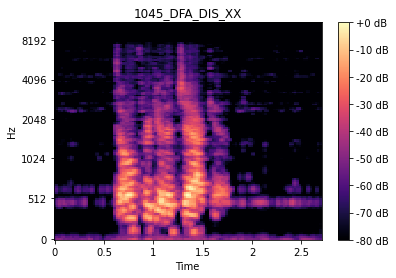 1045_DFA_DIS_XX
8192
4096
2048
1024
512
0
Hz
0
0.5
1
1.5
2
2.5
Time
+0 dB
-10 dB
-20 dB
-30 dB
-40 dB
-50 dB
-60 dB
-70 dB
-80 dB